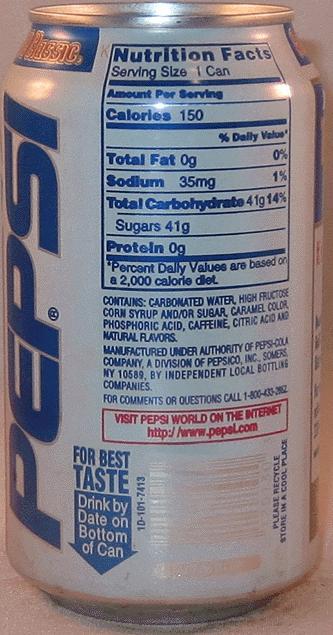 Classic.
PEPSI®
K
Nutrition Facts
Serving Size 1 Can
Amount Per Serving
Calories 150
% Daily Value*
Total Fat 0g 0%
Sodium 35mg 1%
Total Carbohydrate 41g 14%
Sugars 41g
Protein 0g
*Percent Daily Values are based on
a 2,000 calorie diet.
CONTAINS: CARBONATED WATER, HIGH FRUCTOSE
CORN SYRUP AND/OR SUGAR, CARAMEL COLOR,
PHOSPHORIC ACID, CAFFEINE, CITRIC ACID AND
NATURAL FLAVORS.
MANUFACTURED UNDER AUTHORITY OF PEPSI-COLA
COMPANY, A DIVISION OF PEPSICO, INC., SOMERS,
NY 10589, BY INDEPENDENT LOCAL BOTTLING
COMPANIES.
FOR COMMENTS OR QUESTIONS CALL 1-800-433-2652.
VISIT PEPSI WORLD ON THE INTERNET
http://www.pepsi.com
FOR BEST
TASTE
Drink by
Date on
Bottom
of Can
1D-101-7413
PLEASE RECYCLE
STORE IN A COOL PLACE